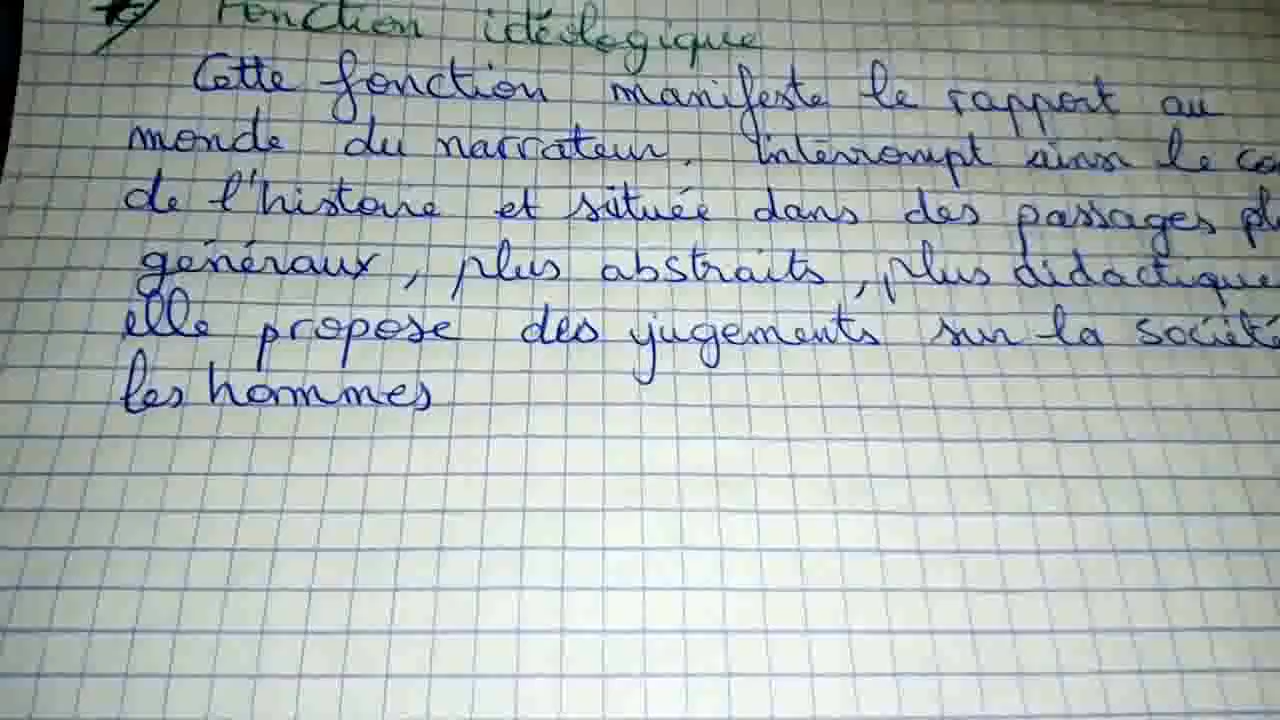 Fonction idéologique
Cette fonction manifeste le rapport au
monde du narrateur. Interrompt ainsi le
de l'histoire et située dans des passages
généraux, plus abstraits, plus didactique
elle propose des jugements sur la société
les hommes